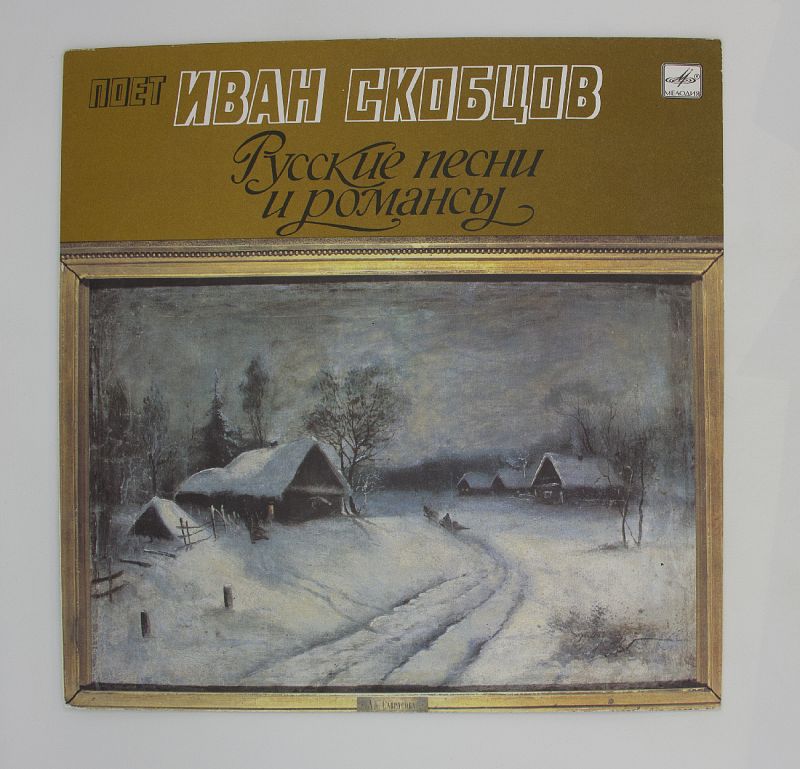 ПОЕТ ИВАН СКОБЦОВ
Русские песни
и романсы
МЕЛОДИЯ